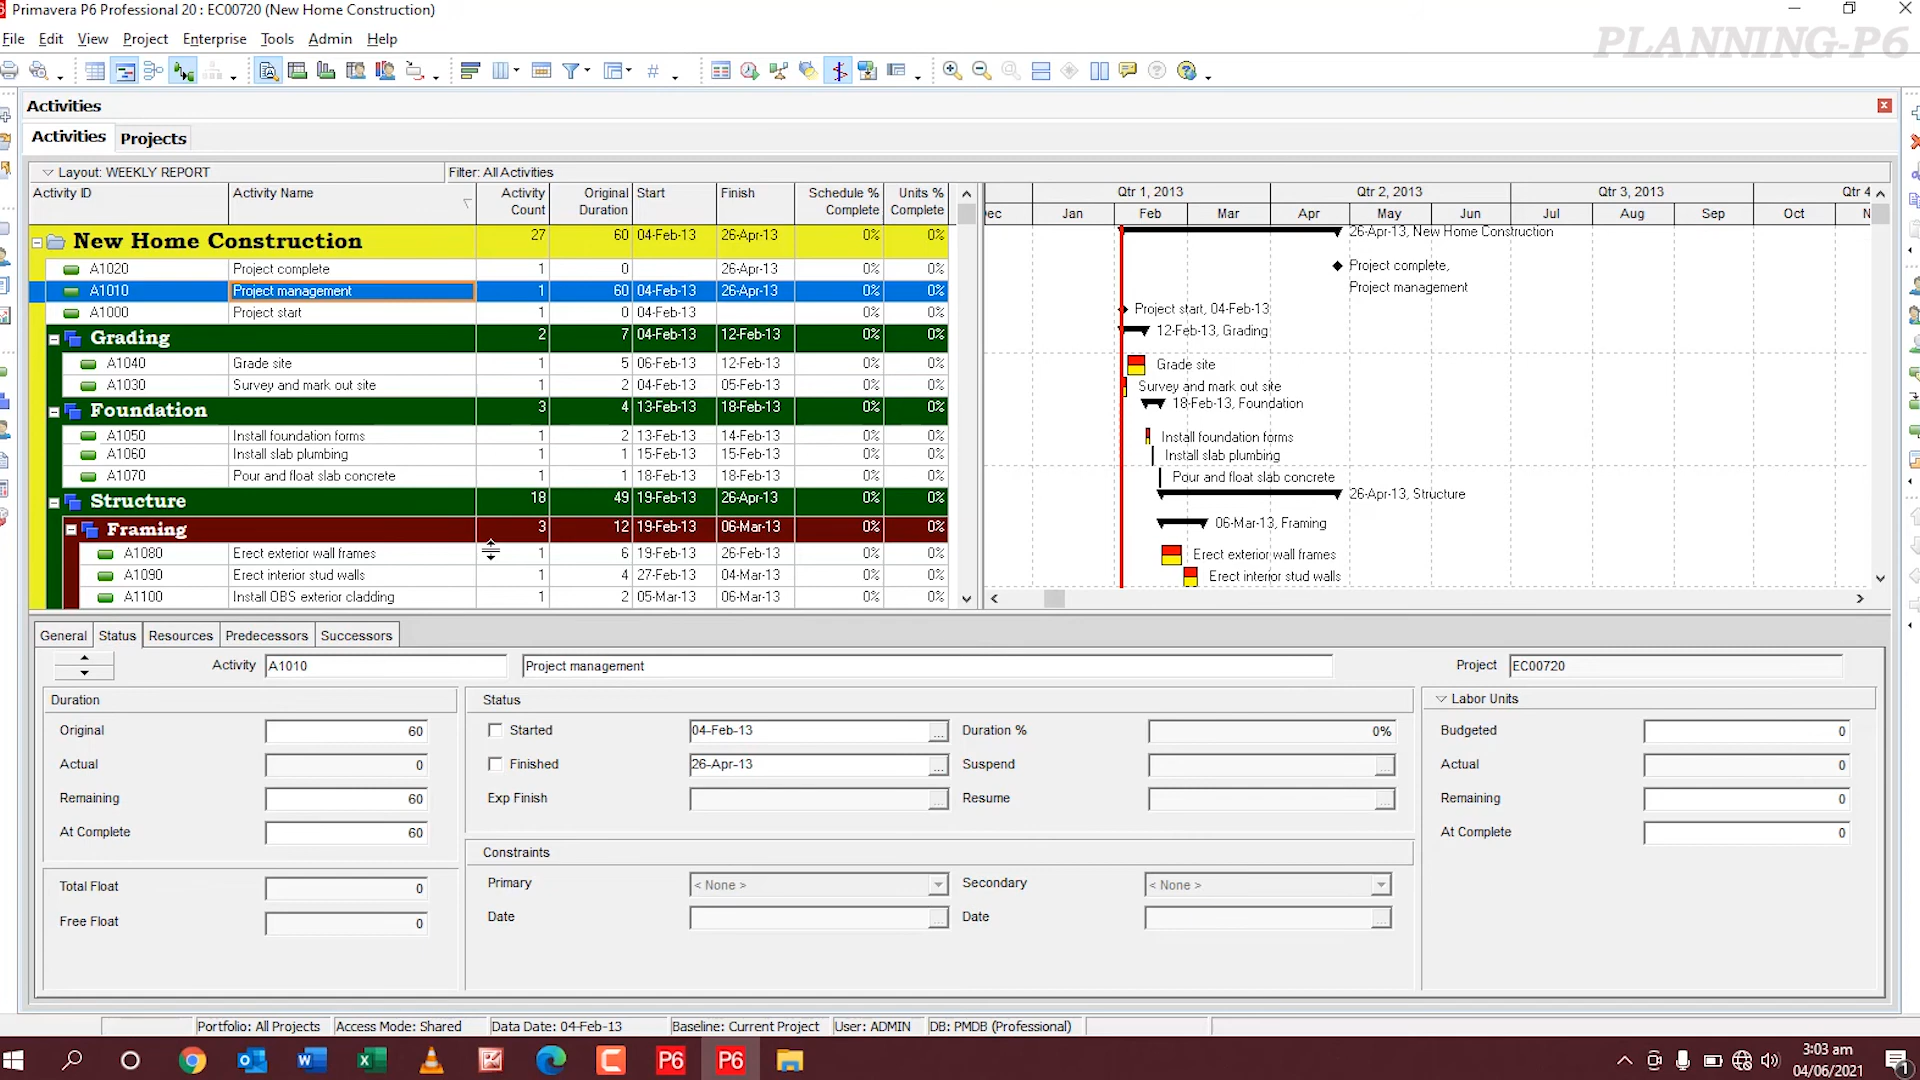 Primavera P6 Professional 20 : EC00720 (New Home Construction)
PLANNING-P6
File Edit View Project Enterprise Tools Admin Help
Activities
Activities Projects
Layout: WEEKLY REPORT Filter: All Activities
Activity ID Activity Name Activity Count Original Duration Start Finish Schedule % Complete Units % Complete
Qtr 1, 2013 Qtr 2, 2013 Qtr 3, 2013 Qtr 4
ec Jan Feb Mar Apr May Jun Jul Aug Sep Oct N
New Home Construction 27 60 04-Feb-13 26-Apr-13 0% 0% 26-Apr-13, New Home Construction
A1020 Project complete 1 0 26-Apr-13 0% 0% Project complete,
A1010 Project management 1 60 04-Feb-13 26-Apr-13 0% 0% Project management
A1000 Project start 1 0 04-Feb-13 0% 0% Project start, 04-Feb-13
Grading 2 7 04-Feb-13 12-Feb-13 0% 0% 12-Feb-13, Grading
A1040 Grade site 1 5 06-Feb-13 12-Feb-13 0% 0% Grade site
A1030 Survey and mark out site 1 2 04-Feb-13 05-Feb-13 0% 0% Survey and mark out site
Foundation 3 4 13-Feb-13 18-Feb-13 0% 0% 18-Feb-13, Foundation
A1050 Install foundation forms 1 2 13-Feb-13 14-Feb-13 0% 0% Install foundation forms
A1060 Install slab plumbing 1 1 15-Feb-13 15-Feb-13 0% 0% Install slab plumbing
A1070 Pour and float slab concrete 1 1 18-Feb-13 18-Feb-13 0% 0% Pour and float slab concrete
Structure 18 49 19-Feb-13 26-Apr-13 0% 0% 26-Apr-13, Structure
Framing 3 12 19-Feb-13 06-Mar-13 0% 0% 06-Mar-13, Framing
A1080 Erect exterior wall frames 1 6 19-Feb-13 26-Feb-13 0% 0% Erect exterior wall frames
A1090 Erect interior stud walls 1 4 27-Feb-13 04-Mar-13 0% 0% Erect interior stud walls
A1100 Install OBS exterior cladding 1 2 05-Mar-13 06-Mar-13 0% 0%
General Status Resources Predecessors Successors
Activity A1010 Project management Project EC00720
Duration Status Labor Units
Original 60 Started 04-Feb-13 ... Duration % 0% Budgeted 0
Actual 0 Finished 26-Apr-13 ... Suspend ... Actual 0
Remaining 60 Exp Finish ... Resume ... Remaining 0
At Complete 60 At Complete 0
Constraints
Total Float 0 Primary < None > Secondary < None >
Free Float 0 Date ... Date ...
Portfolio: All Projects Access Mode: Shared Data Date: 04-Feb-13 Baseline: Current Project User: ADMIN DB: PMDB (Professional)
P6 P6
3:03 am
04/06/2021
1